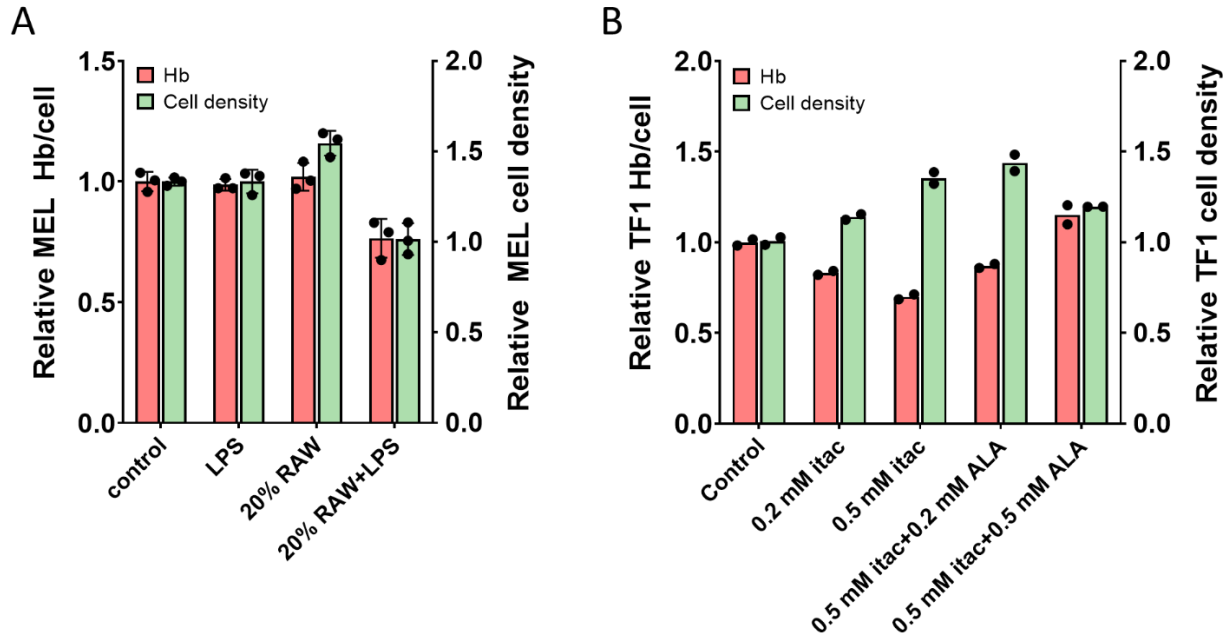 A
Relative MEL Hb/cell
1.5
1.0
0.5
0.0
Hb
Cell density
2.0
1.5
1.0
0.5
0.0
Relative MEL cell density
control
LPS
20% RAW
20% RAW+LPS
B
Relative TF1 Hb/cell
2.0
1.5
1.0
0.5
0.0
Hb
Cell density
2.0
1.5
1.0
0.5
0.0
Relative TF1 cell density
Control
0.2 mM itac
0.5 mM itac
0.5 mM itac+0.2 mM ALA
0.5 mM itac+0.5 mM ALA